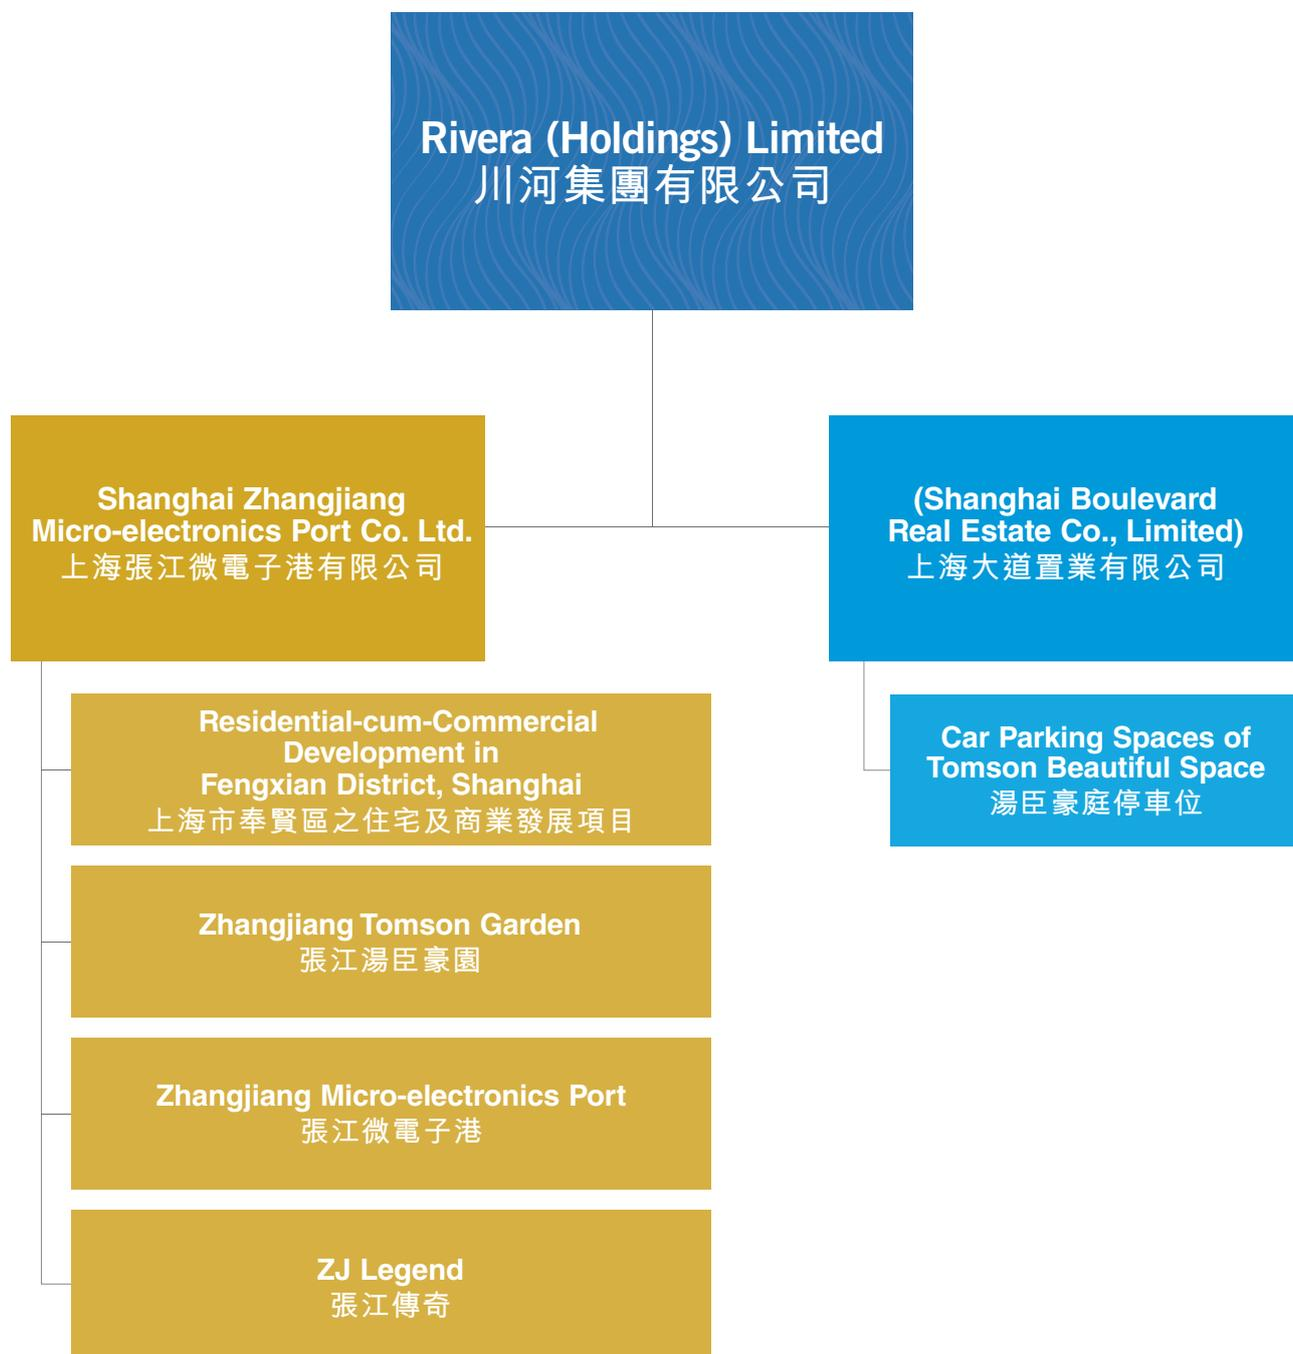 Rivera (Holdings) Limited
川河集團有限公司
Shanghai Zhangjiang
Micro-electronics Port Co. Ltd.
上海張江微電子港有限公司
(Shanghai Boulevard
Real Estate Co., Limited)
上海大道置業有限公司
Residential-cum-Commercial
Development in
Fengxian District, Shanghai
上海市奉賢區之住宅及商業發展項目
Zhangjiang Tomson Garden
張江湯臣豪園
Zhangjiang Micro-electronics Port
張江微電子港
ZJ Legend
張江傳奇
Car Parking Spaces of
Tomson Beautiful Space
湯臣豪庭停車位